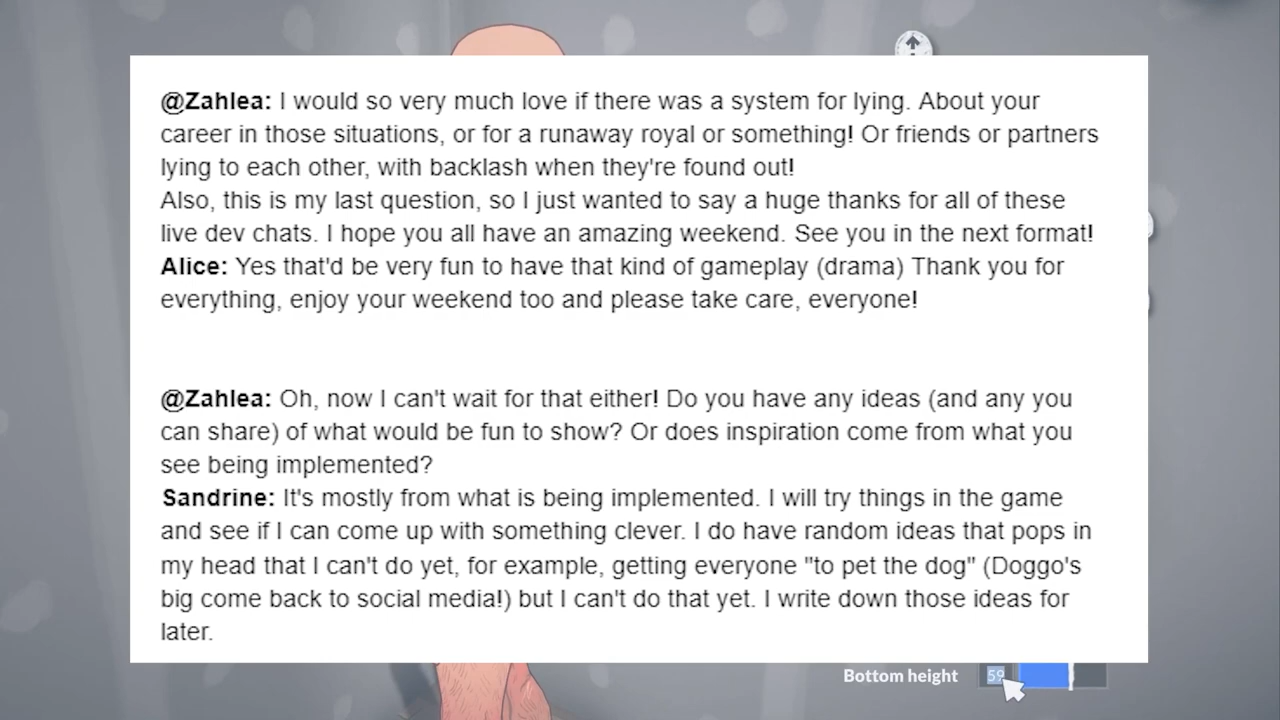 @Zahlea: I would so very much love if there was a system for lying. About your
career in those situations, or for a runaway royal or something! Or friends or partners
lying to each other, with backlash when they're found out!
Also, this is my last question, so I just wanted to say a huge thanks for all of these
live dev chats. I hope you all have an amazing weekend. See you in the next format!
Alice: Yes that'd be very fun to have that kind of gameplay (drama) Thank you for
everything, enjoy your weekend too and please take care, everyone!
@Zahlea: Oh, now I can't wait for that either! Do you have any ideas (and any you
can share) of what would be fun to show? Or does inspiration come from what you
see being implemented?
Sandrine: It's mostly from what is being implemented. I will try things in the game
and see if I can come up with something clever. I do have random ideas that pops in
my head that I can't do yet, for example, getting everyone "to pet the dog" (Doggo's
big come back to social media!) but I can't do that yet. I write down those ideas for
later.
Bottom height 59